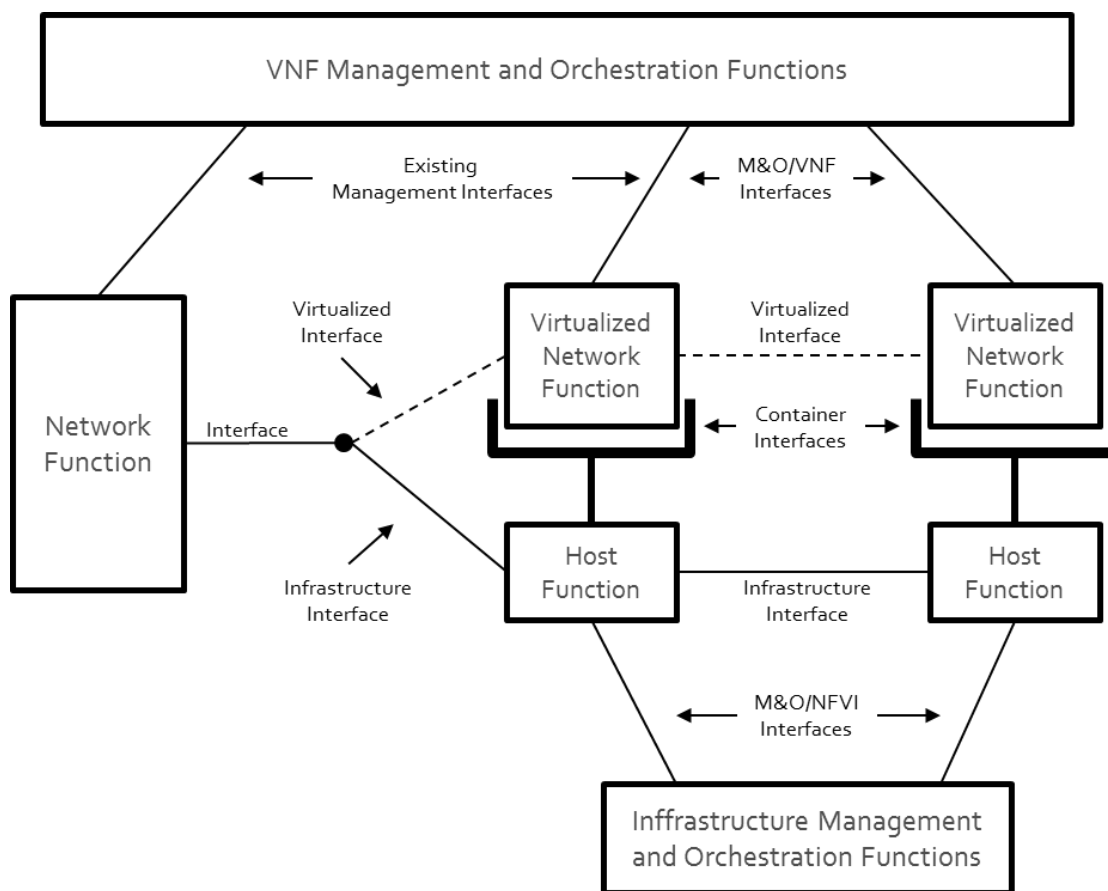 VNF Management and Orchestration Functions
Existing
Management Interfaces
M&O/VNF
Interfaces
Virtualized
Interface
Virtualized
Network
Function
Virtualized
Interface
Virtualized
Network
Function
Network
Function
Interface
Container
Interfaces
Infrastructure
Interface
Host
Function
Infrastructure
Interface
Host
Function
M&O/NFVI
Interfaces
Inffrastructure Management
and Orchestration Functions